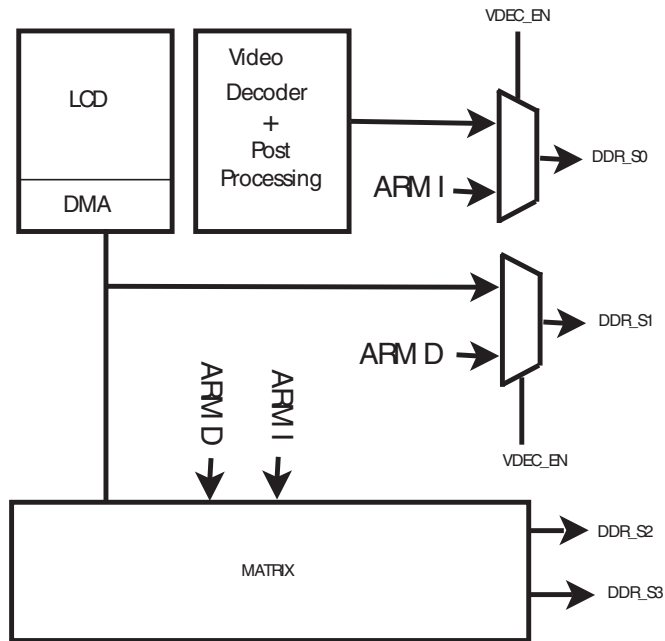 VDEC_EN
LCD
DMA
Video
Decoder
+
Post
Processing
ARM I
DDR_S0
ARM D
DDR_S1
VDEC_EN
ARM D
ARM I
MATRIX
DDR_S2
DDR_S3